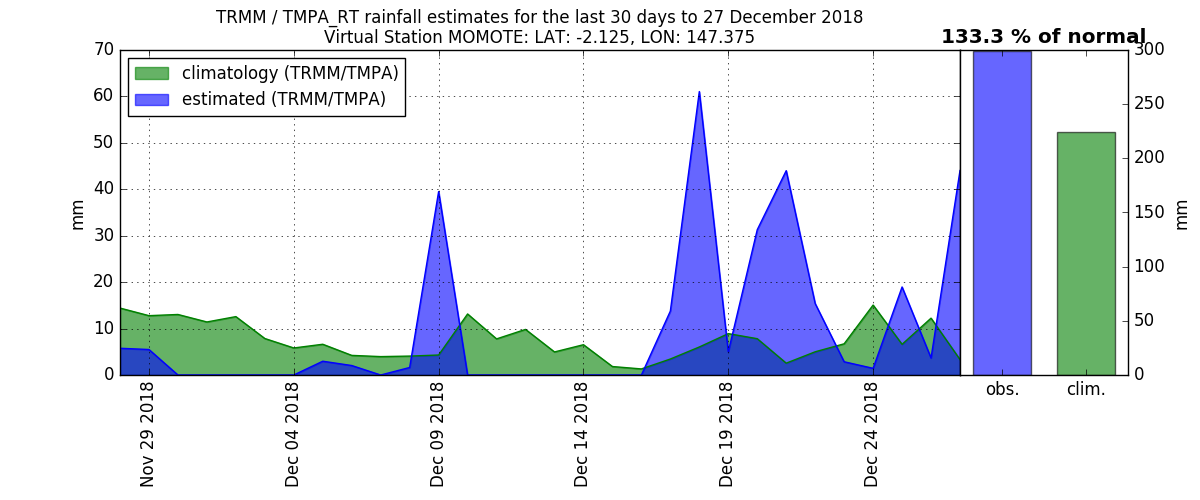 TRMM / TMPA_RT rainfall estimates for the last 30 days to 27 December 2018
Virtual Station MOMOTE: LAT: -2.125, LON: 147.375
133.3 % of normal
climatology (TRMM/TMPA)
estimated (TRMM/TMPA)
70
60
50
40
30
20
10
0
mm
Nov 29 2018
Dec 04 2018
Dec 09 2018
Dec 14 2018
Dec 19 2018
Dec 24 2018
obs.
clim.
300
250
200
150
100
50
0
mm